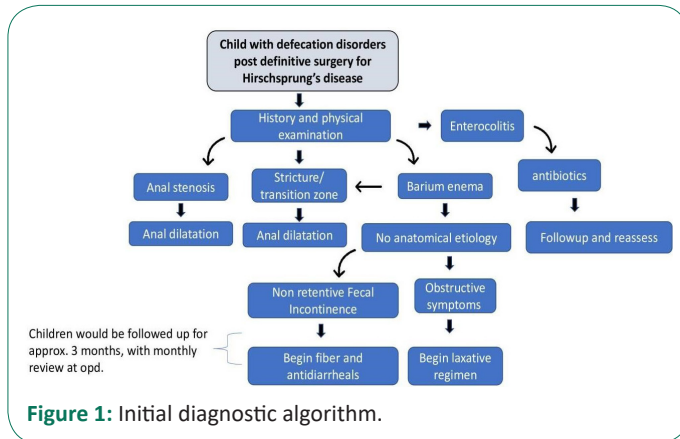 Child with defecation disorders
post definitive surgery for
Hirschsprung's disease
History and physical
examination
Enterocolitis
Anal stenosis
Stricture/
transition zone
Barium enema
antibiotics
Anal dilatation
Anal dilatation
No anatomical etiology
Followup and reassess
Non retentive Fecal
Incontinence
Obstructive
symptoms
Children would be followed up for
approx. 3 months, with monthly
review at opd.
Begin fiber and
antidiarrheals
Begin laxative
regimen
Figure 1: Initial diagnostic algorithm.